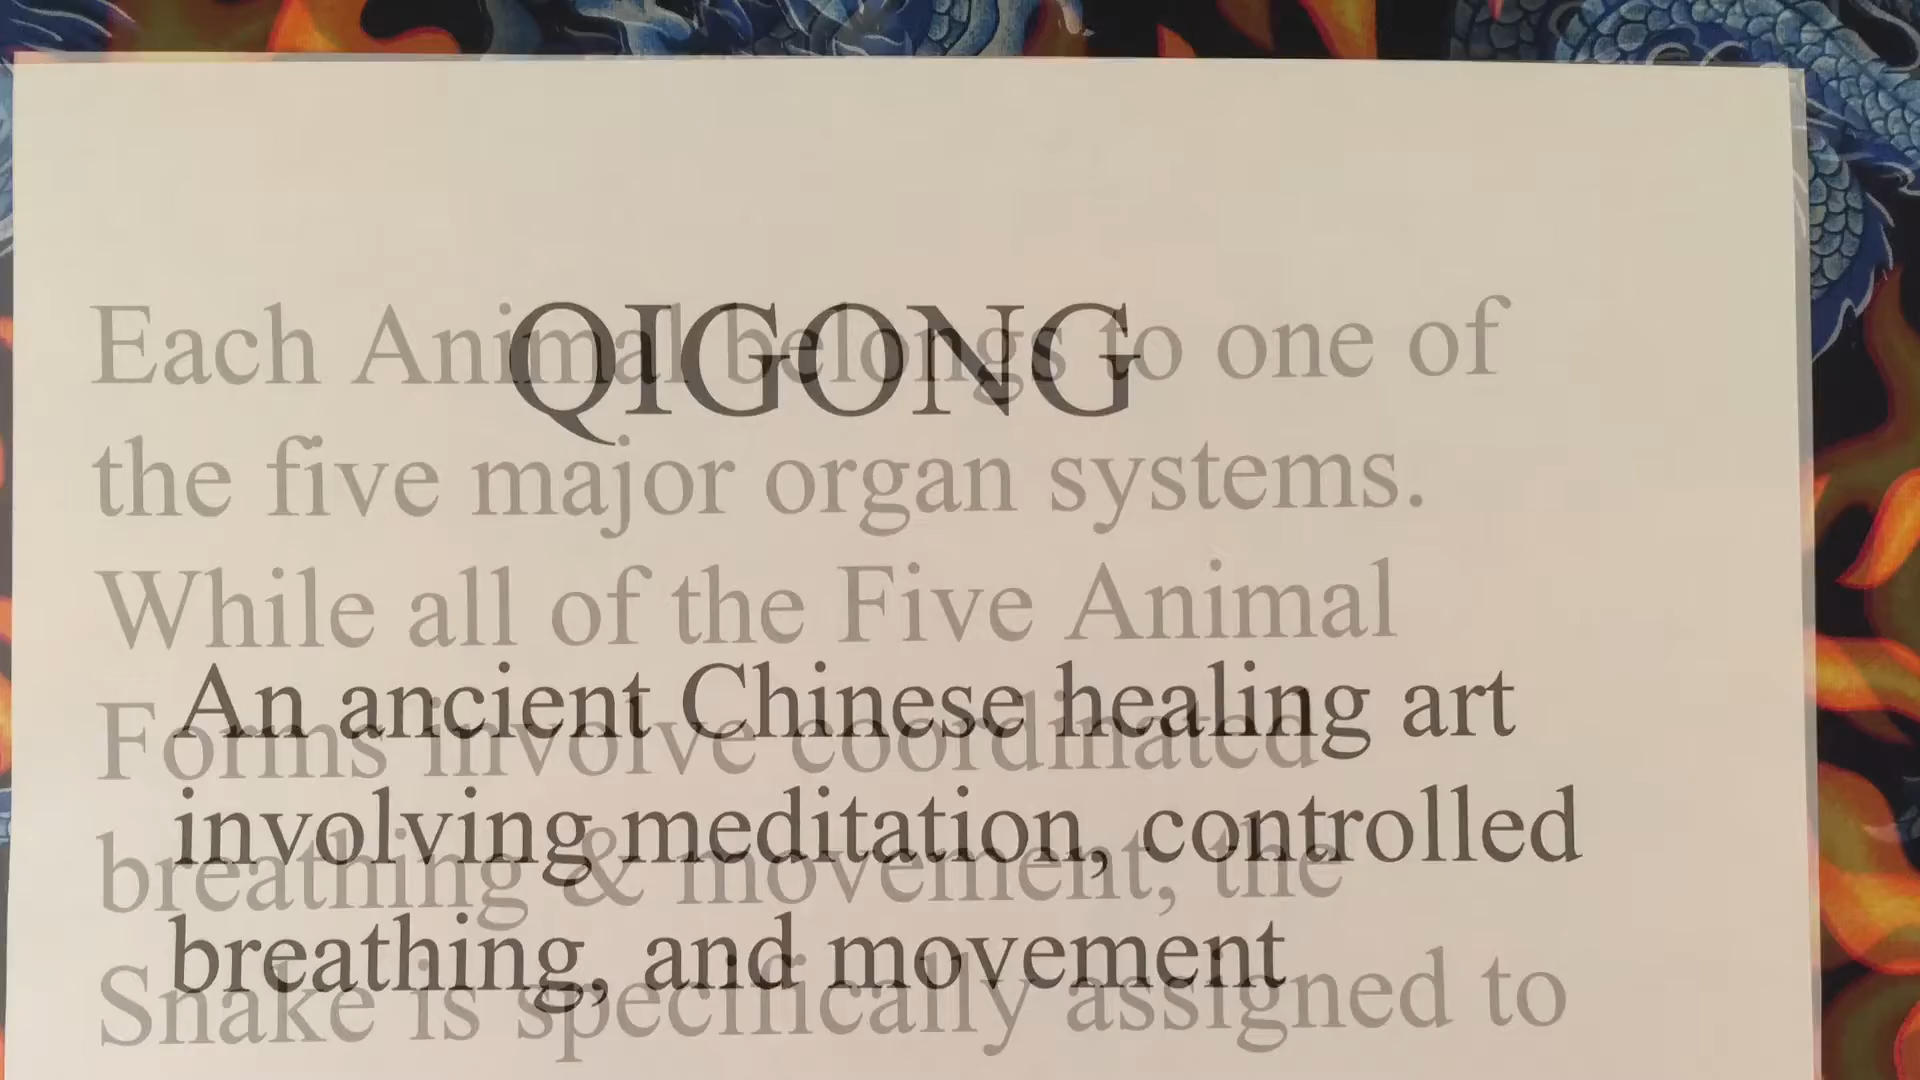 QIGONG
An ancient Chinese healing art
involving meditation, controlled
breathing, and movement
Each Animal belongs to one of
the five major organ systems.
While all of the Five Animal
Forms involve coordinated
breathing & movement, the
Snake is specifically assigned to